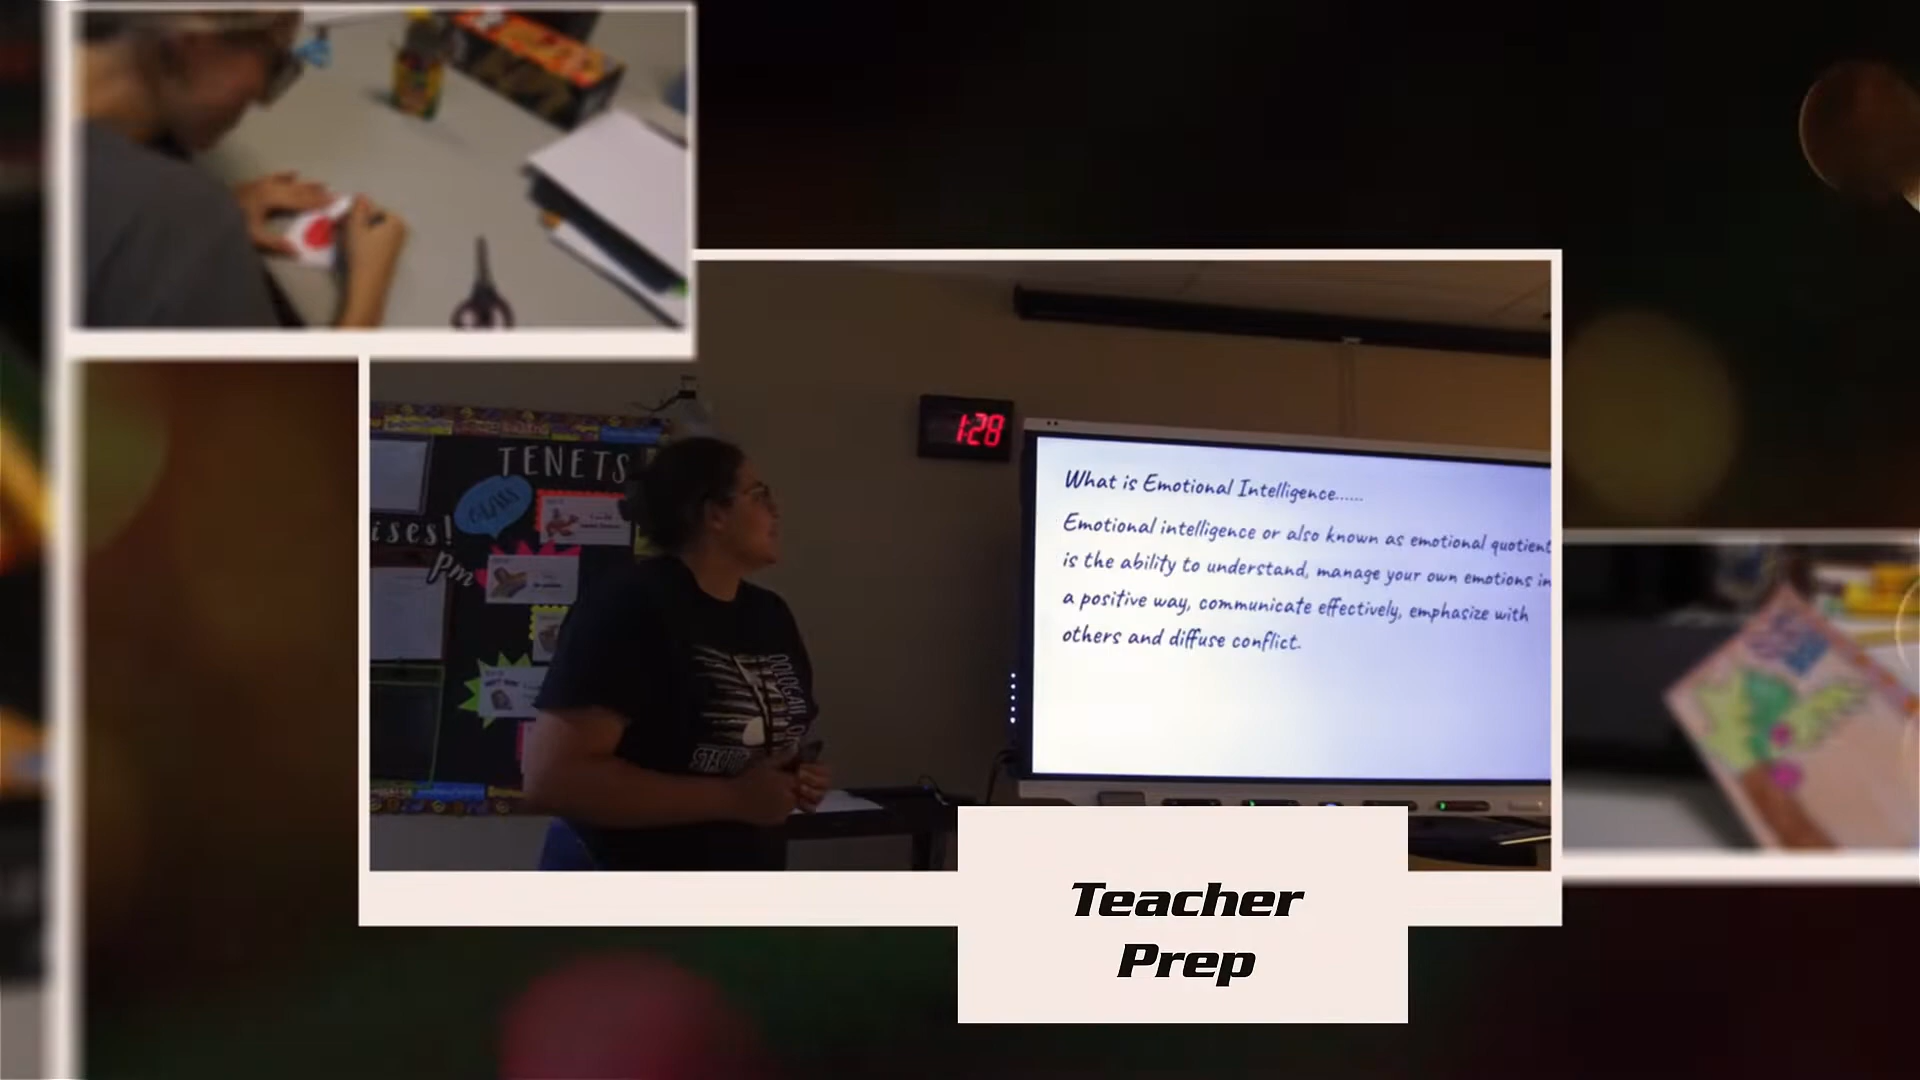 TENETS
CLASS
ises!
pm
1:28
What is Emotional Intelligence......
Emotional intelligence or also known as emotional quotient
is the ability to understand, manage your own emotions in
a positive way, communicate effectively, emphasize with
others and diffuse conflict.
Teacher
Prep